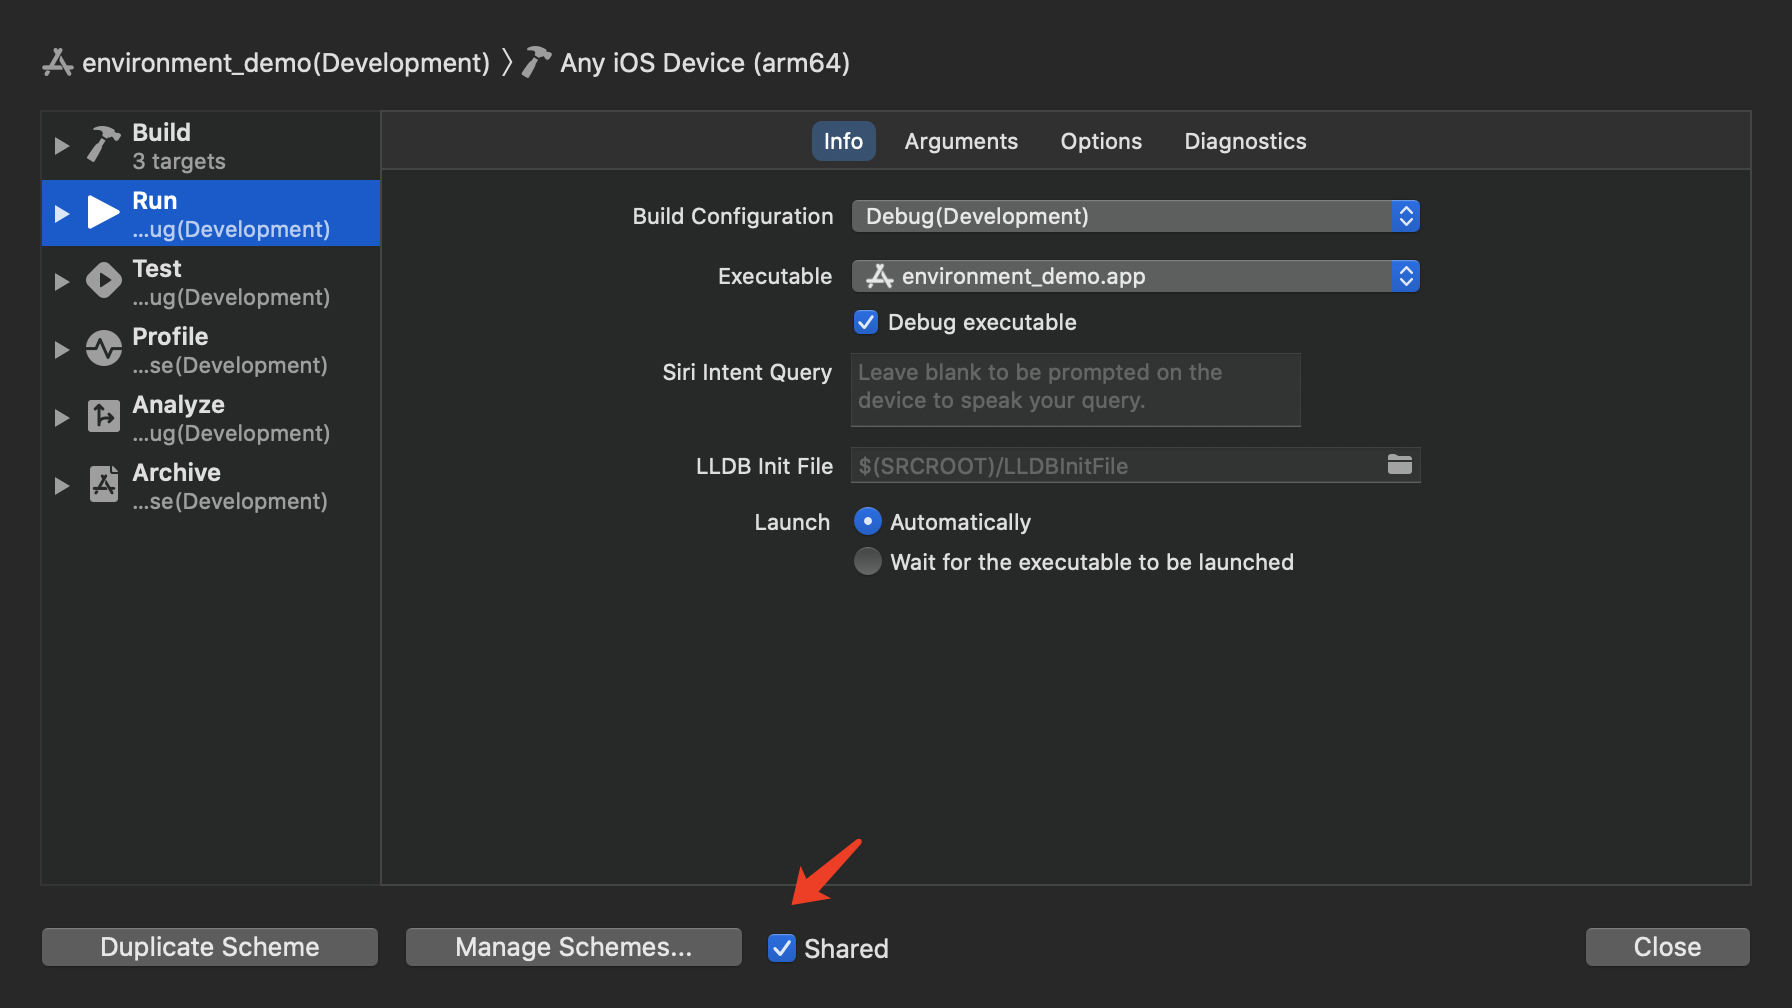 environment_demo(Development) 〉 Any iOS Device (arm64)
Build
3 targets
Run
...ug(Development)
Test
...ug(Development)
Profile
...se(Development)
Analyze
...ug(Development)
Archive
...se(Development)
Info Arguments Options Diagnostics
Build Configuration Debug(Development)
Executable environment_demo.app
Debug executable
Siri Intent Query Leave blank to be prompted on the
device to speak your query.
LLDB Init File $(SRCROOT)/LLDBInitFile
Launch Automatically
Wait for the executable to be launched
Duplicate Scheme Manage Schemes... Shared Close